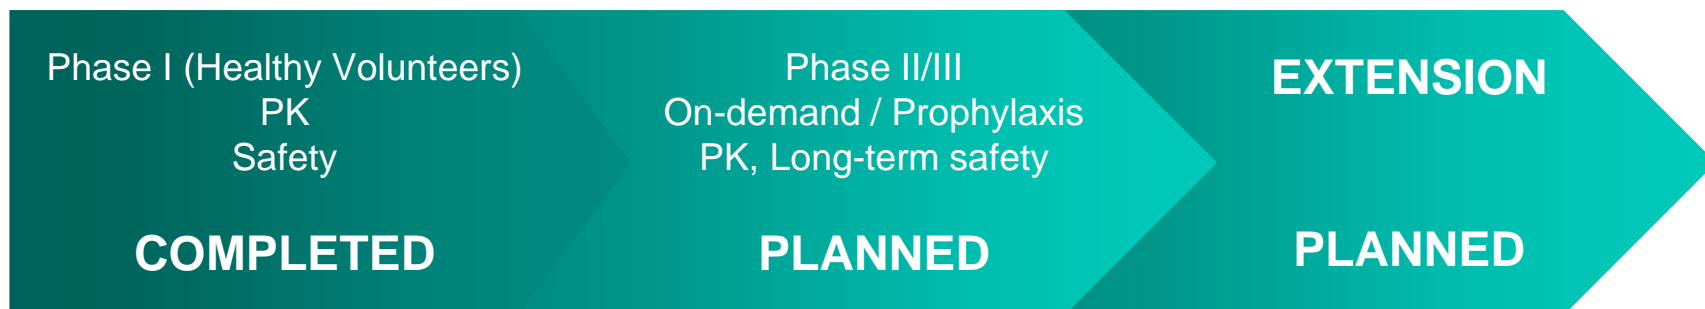 Phase I (Healthy Volunteers)
PK
Safety
COMPLETED
Phase II/III
On-demand / Prophylaxis
PK, Long-term safety
PLANNED
EXTENSION
PLANNED